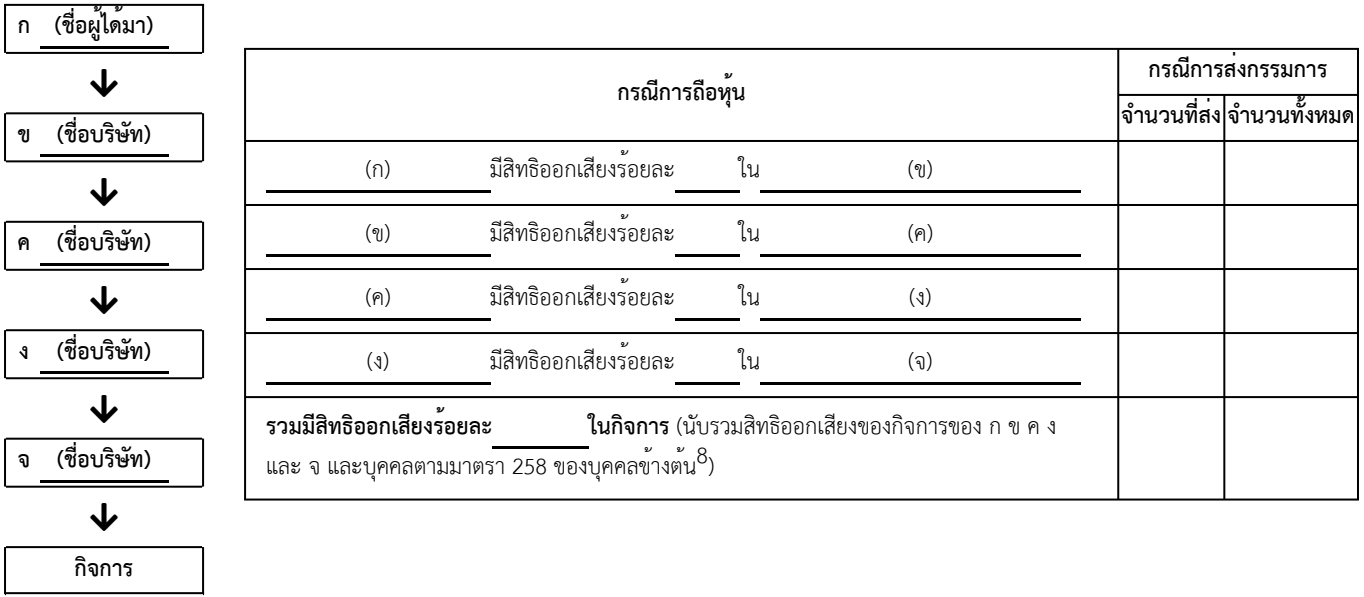 ก (ชื่อผู้ได้มา)
ข (ชื่อบริษัท)
ค (ชื่อบริษัท)
ง (ชื่อบริษัท)
จ (ชื่อบริษัท)
กิจการ
กรณีการถือหุ้น
กรณีการส่งกรรมการ
จำนวนที่ส่ง จำนวนทั้งหมด
(ก) มีสิทธิออกเสียงร้อยละ ใน (ข)
(ข) มีสิทธิออกเสียงร้อยละ ใน (ค)
(ค) มีสิทธิออกเสียงร้อยละ ใน (ง)
(ง) มีสิทธิออกเสียงร้อยละ ใน (จ)
รวมมีสิทธิออกเสียงร้อยละ ในกิจการ (นับรวมสิทธิออกเสียงของกิจการของ ก ข ค ง
และ จ และบุคคลตามมาตรา 258 ของบุคคลข้างต้น8)